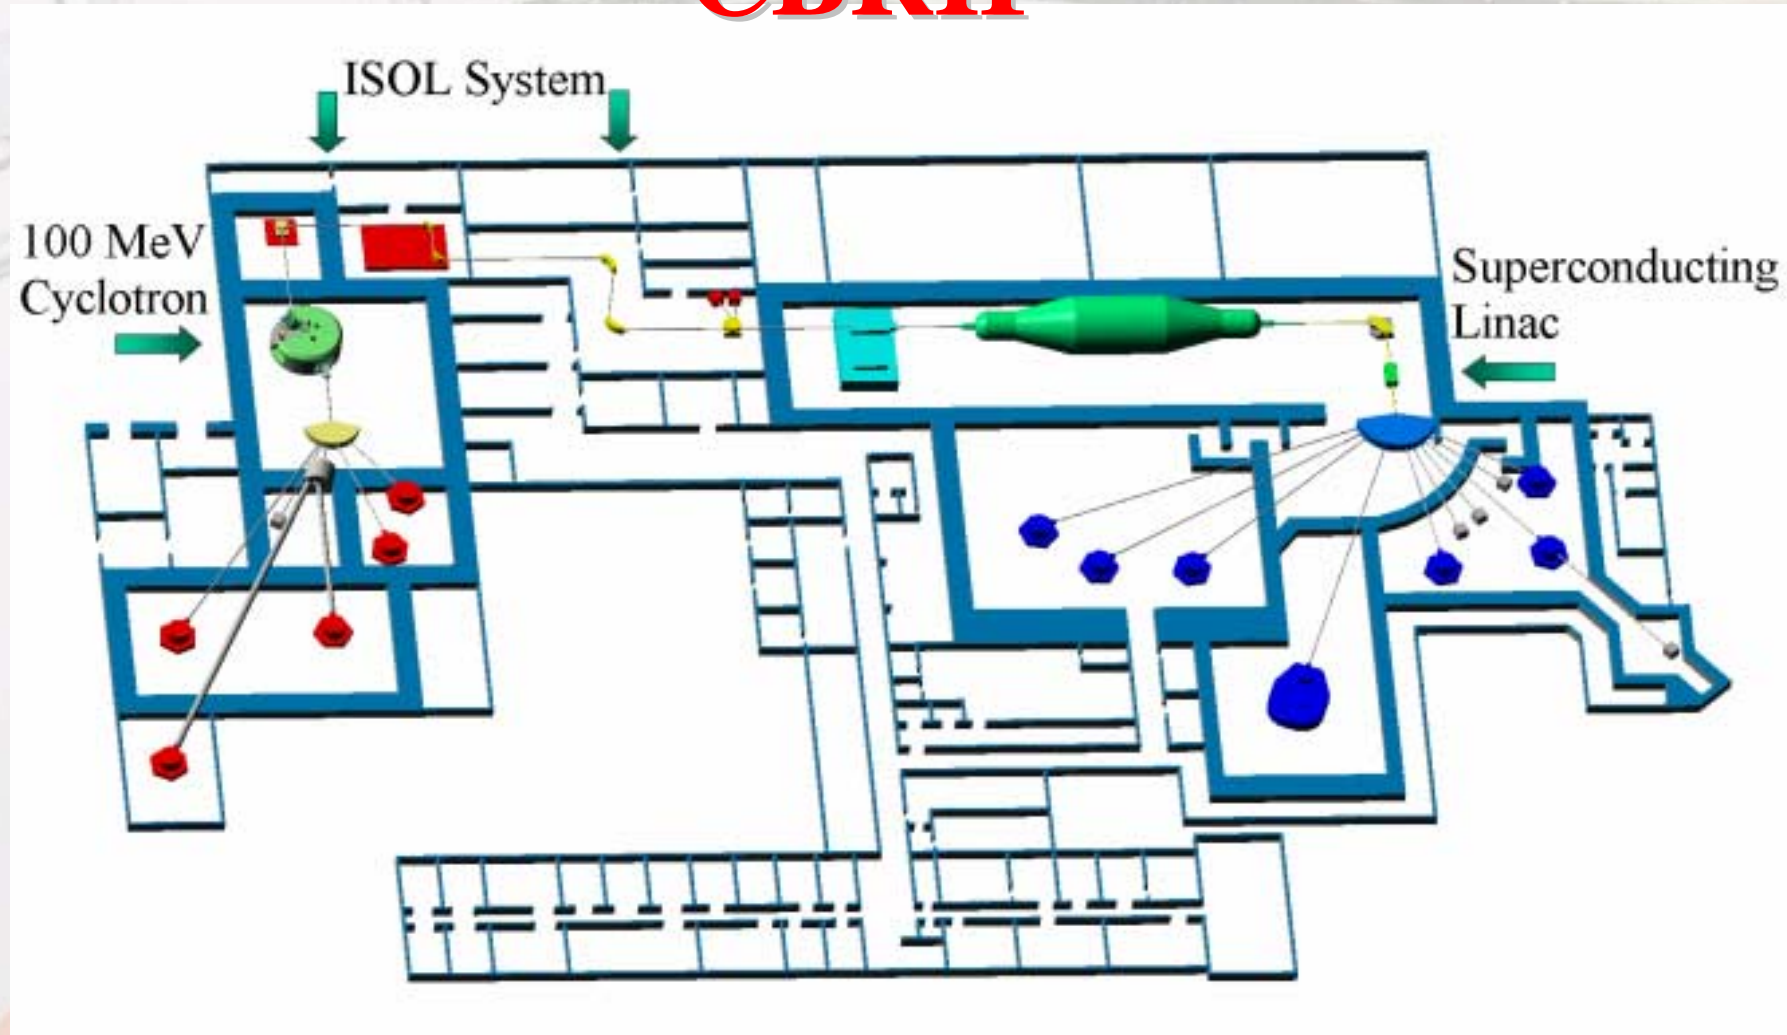 ISOL System
100 MeV
Cyclotron
Superconducting
Linac